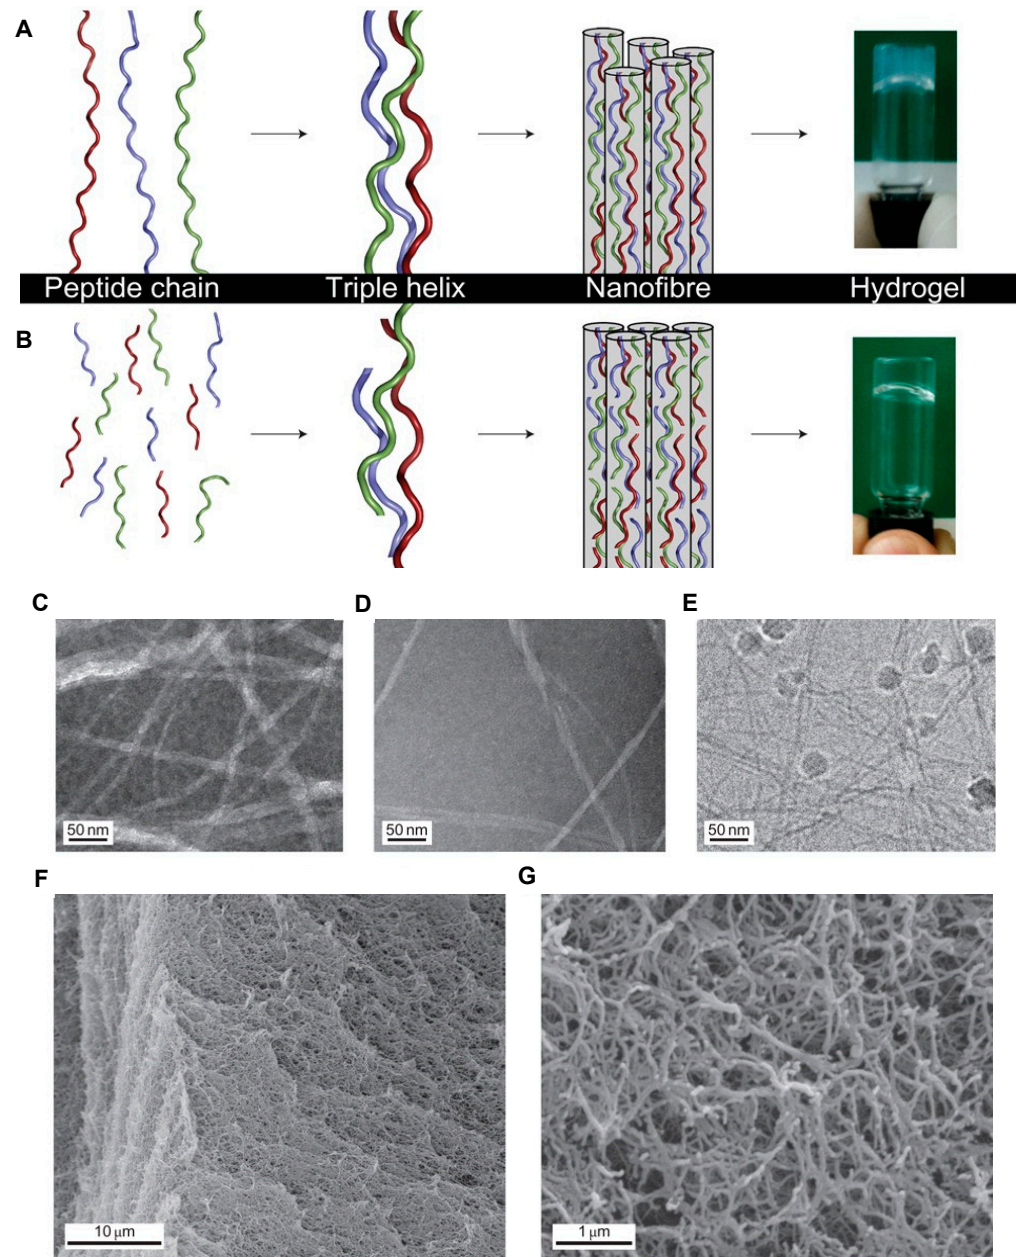 A
Peptide chain
Triple helix
Nanofibre
Hydrogel
B
C
D
E
50 nm
50 nm
50 nm
F
G
10 μm
1 μm